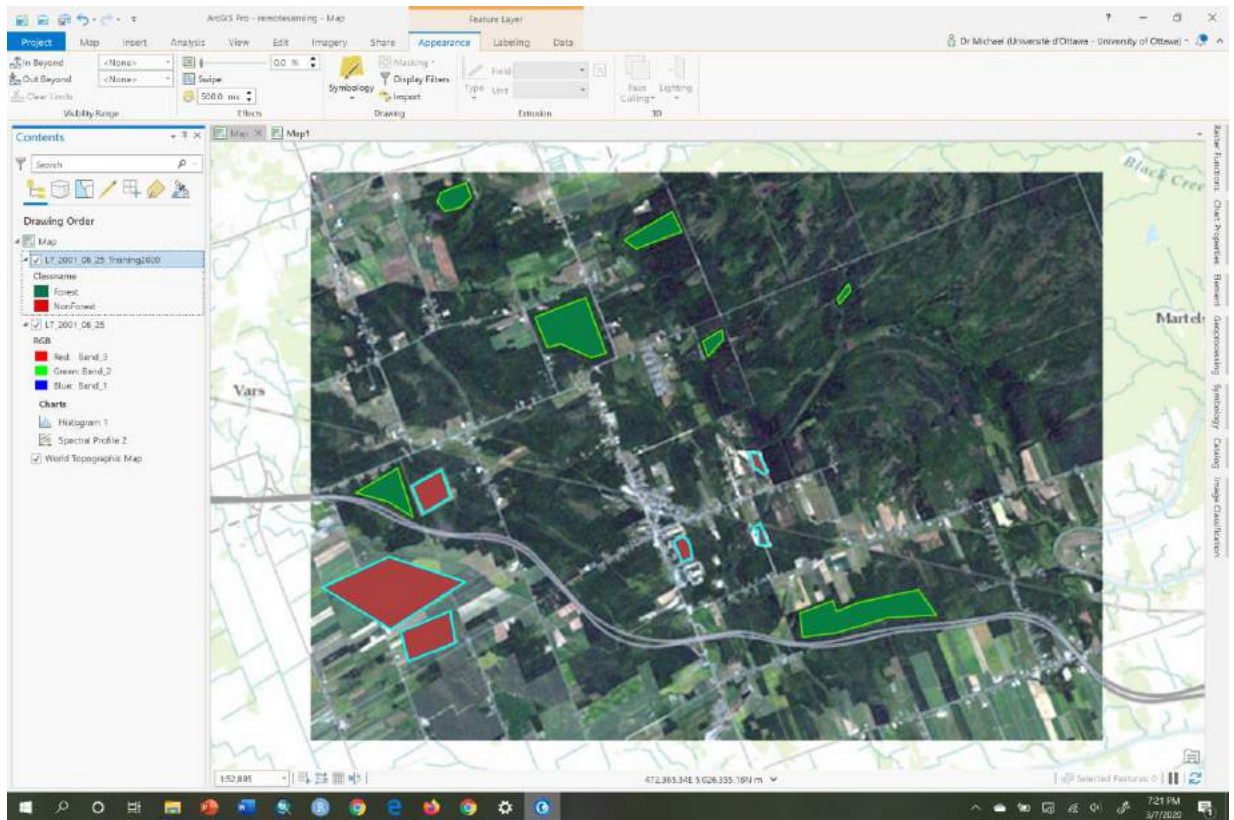 ArcGIS Pro - remotesensing - Map
Feature Layer
?
Project Map Insert Analysis View Edit Imagery Share Appearance Labeling Data
Dr Michael (Université d'Ottawa - University of Ottawa)
In Beyond <None>
Out Beyond <None>
Clear Limits
Visibility Range
0.0 %
Swipe
500.0 ms
Effects
Symbology
Masking
Display Filters
Import
Drawing
Type
Field
Unit
Extrusion
Face Culling
Lighting
3D
Contents
Map
Map1
Search
Drawing Order
Map
L7_2001_08_25_Training2020
Classname
Forest
NonForest
L7_2001_08_25
RGB
Red: Band_3
Green: Band_2
Blue: Band_1
Charts
Histogram 1
Spectral Profile 2
World Topographic Map
Black Cree
Martel
Vars
Raster Functions
Chart Properties
Element
Geoprocessing
Symbology
Catalog
Image Classification
1:52,895
472,385.34E 5,026,355.16N m
Selected Features: 0
7:21 PM
3/7/2020